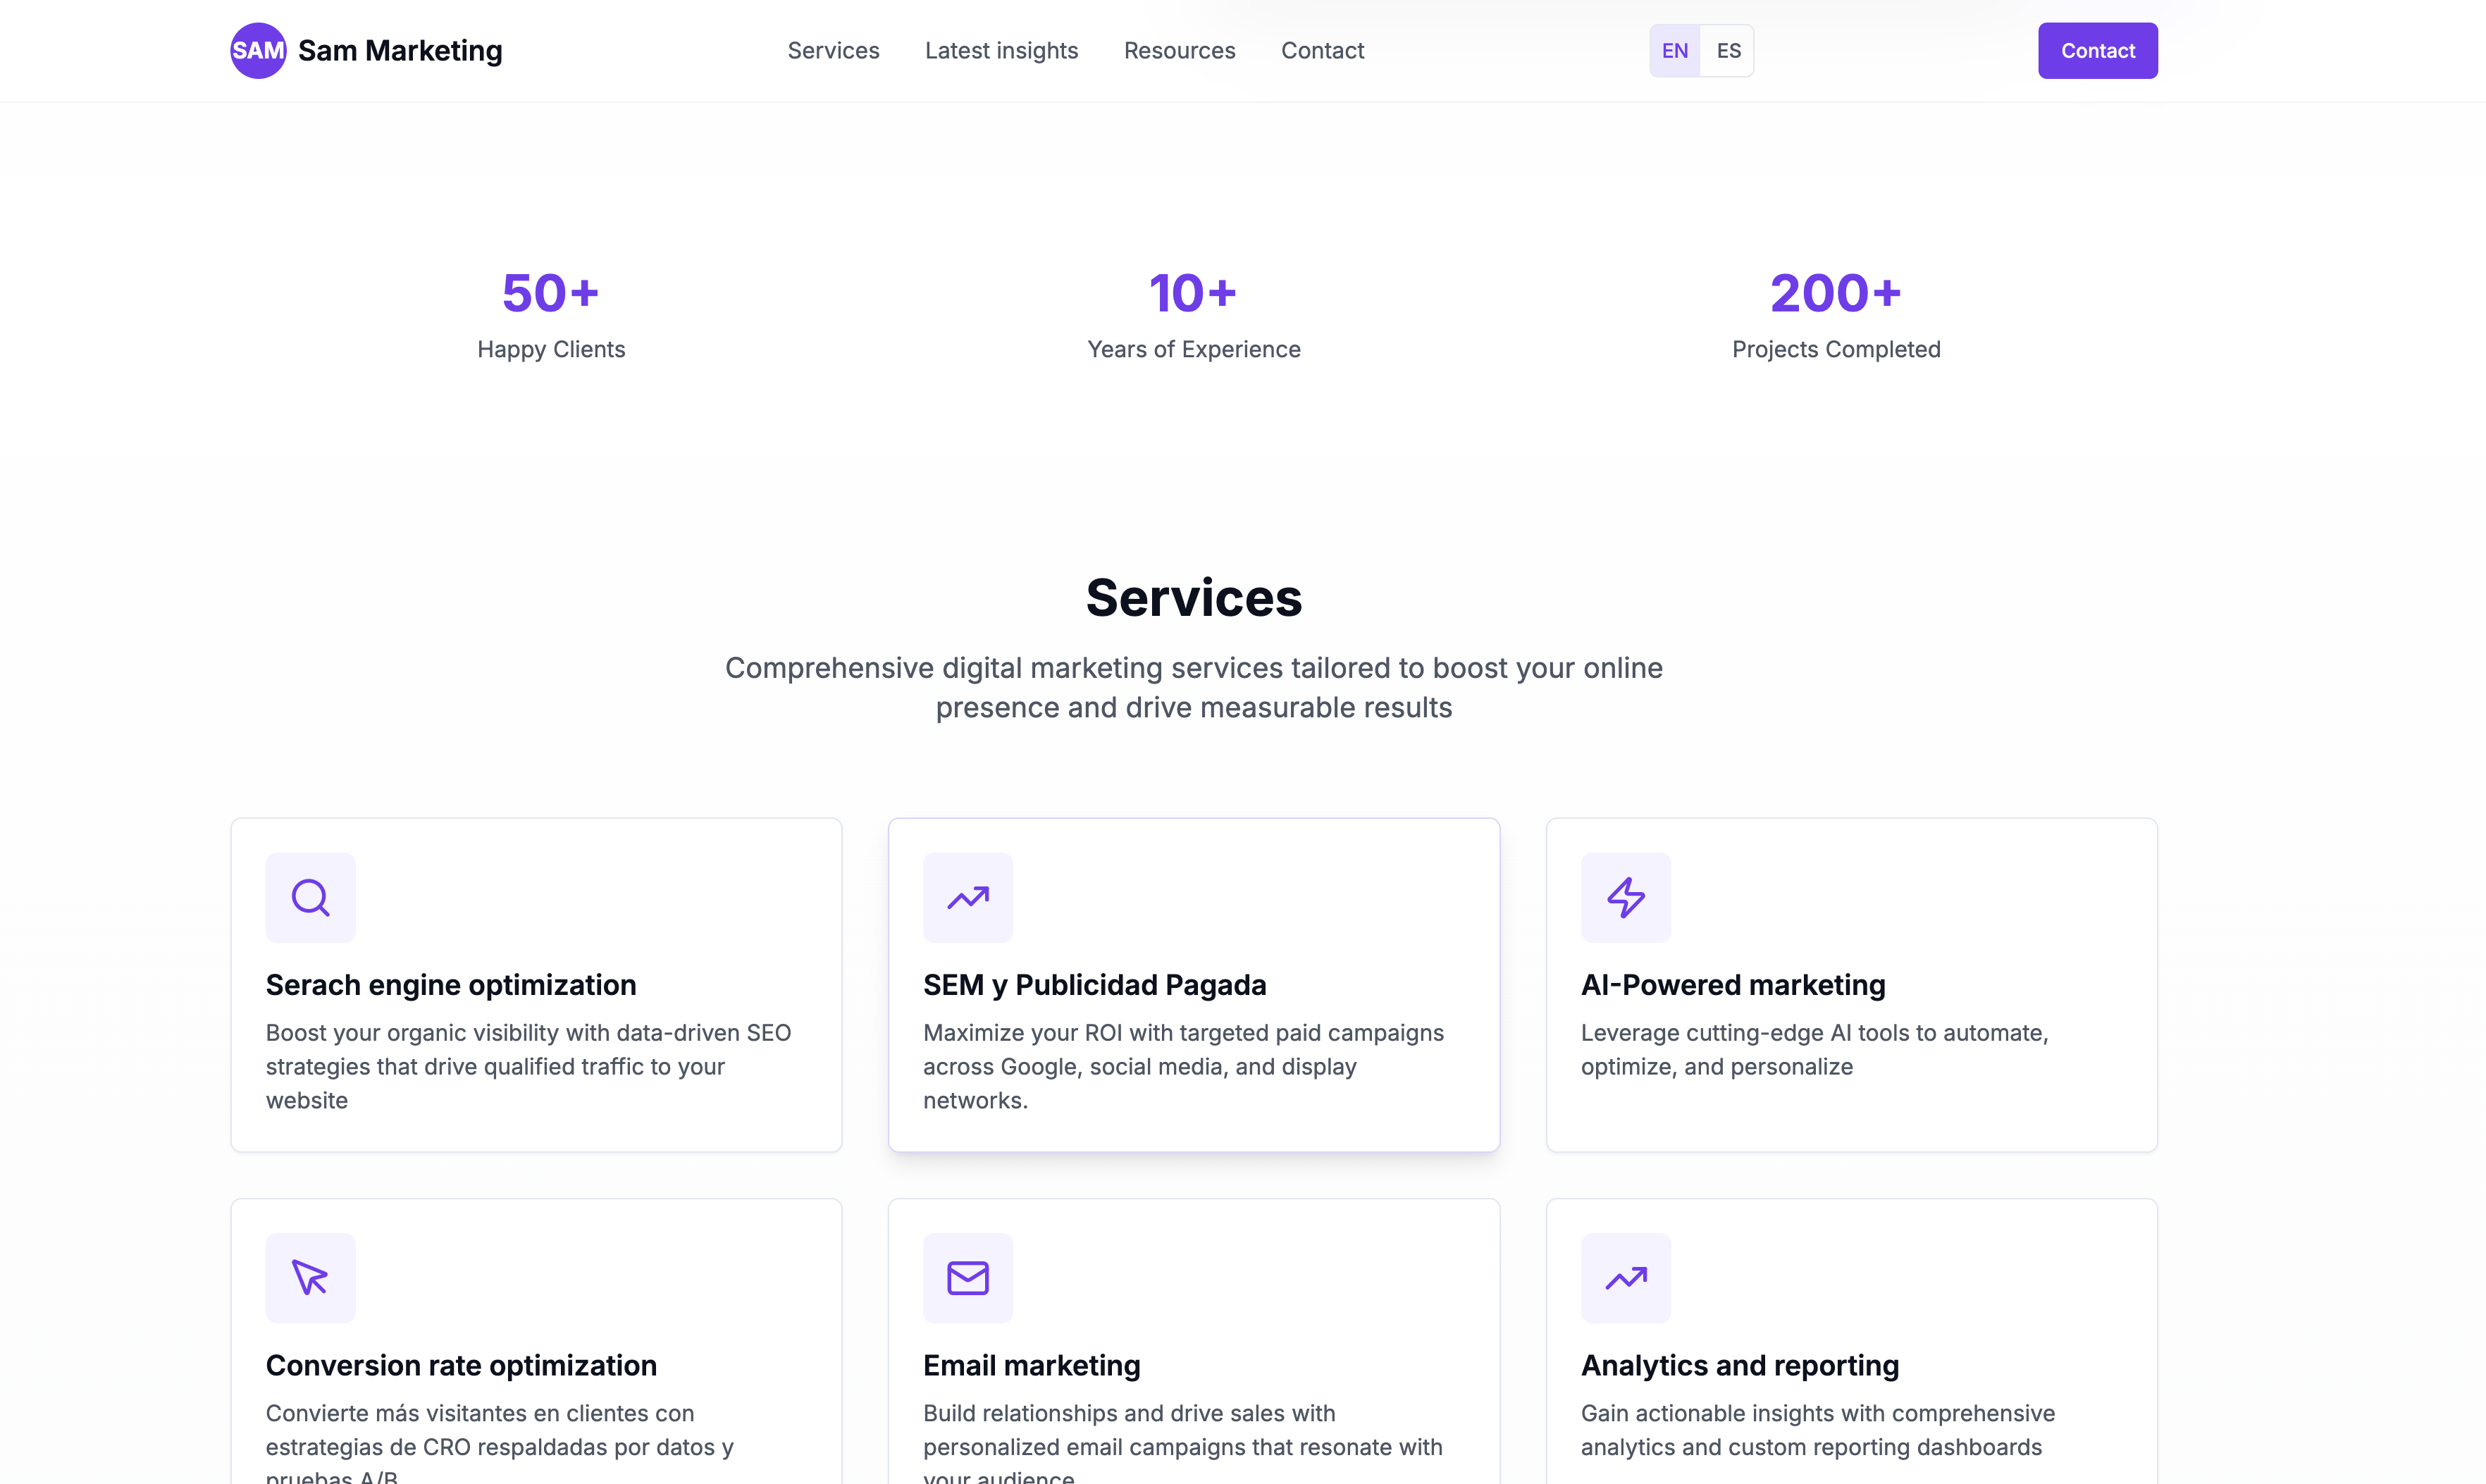 SAM Sam Marketing Services Latest insights Resources Contact EN ES Contact
50+ 10+ 200+
Happy Clients Years of Experience Projects Completed
Services
Comprehensive digital marketing services tailored to boost your online
presence and drive measurable results
Serach engine optimization
Boost your organic visibility with data-driven SEO
strategies that drive qualified traffic to your
website
SEM y Publicidad Pagada
Maximize your ROI with targeted paid campaigns
across Google, social media, and display
networks.
AI-Powered marketing
Leverage cutting-edge AI tools to automate,
optimize, and personalize
Conversion rate optimization
Convierte más visitantes en clientes con
estrategias de CRO respaldadas por datos y
pruebas A/B
Email marketing
Build relationships and drive sales with
personalized email campaigns that resonate with
your audience
Analytics and reporting
Gain actionable insights with comprehensive
analytics and custom reporting dashboards